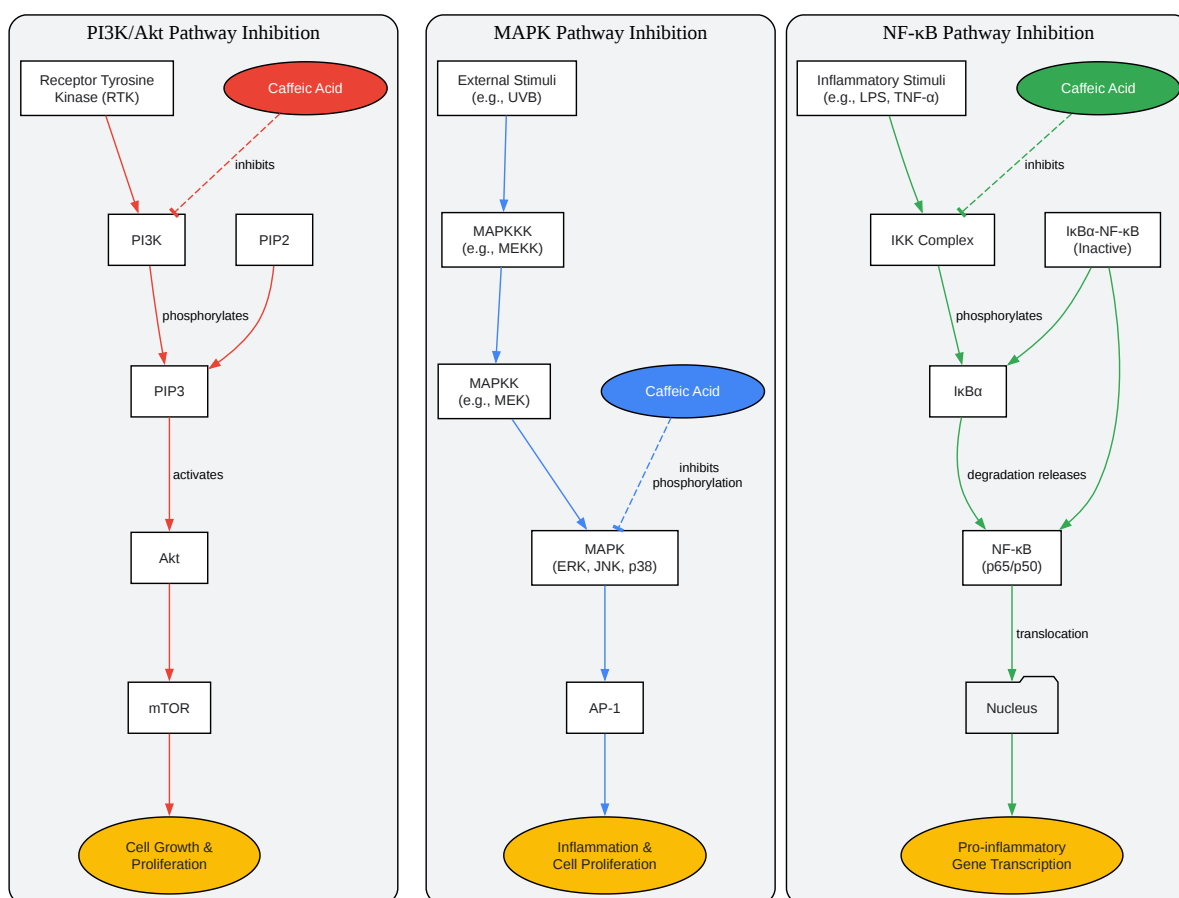 PI3K/Akt Pathway Inhibition
Receptor Tyrosine
Kinase (RTK)
Caffeic Acid
inhibits
PI3K
PIP2
phosphorylates
PIP3
activates
Akt
mTOR
Cell Growth &
Proliferation
MAPK Pathway Inhibition
External Stimuli
(e.g., UVB)
MAPKKK
(e.g., MEKK)
MAPKK
(e.g., MEK)
Caffeic Acid
inhibits
phosphorylation
MAPK
(ERK, JNK, p38)
AP-1
Inflammation &
Cell Proliferation
NF-κB Pathway Inhibition
Inflammatory Stimuli
(e.g., LPS, TNF-α)
Caffeic Acid
inhibits
IKK Complex
IκBα-NF-κB
(Inactive)
phosphorylates
IκBα
degradation releases
NF-κB
(p65/p50)
translocation
Nucleus
Pro-inflammatory
Gene Transcription